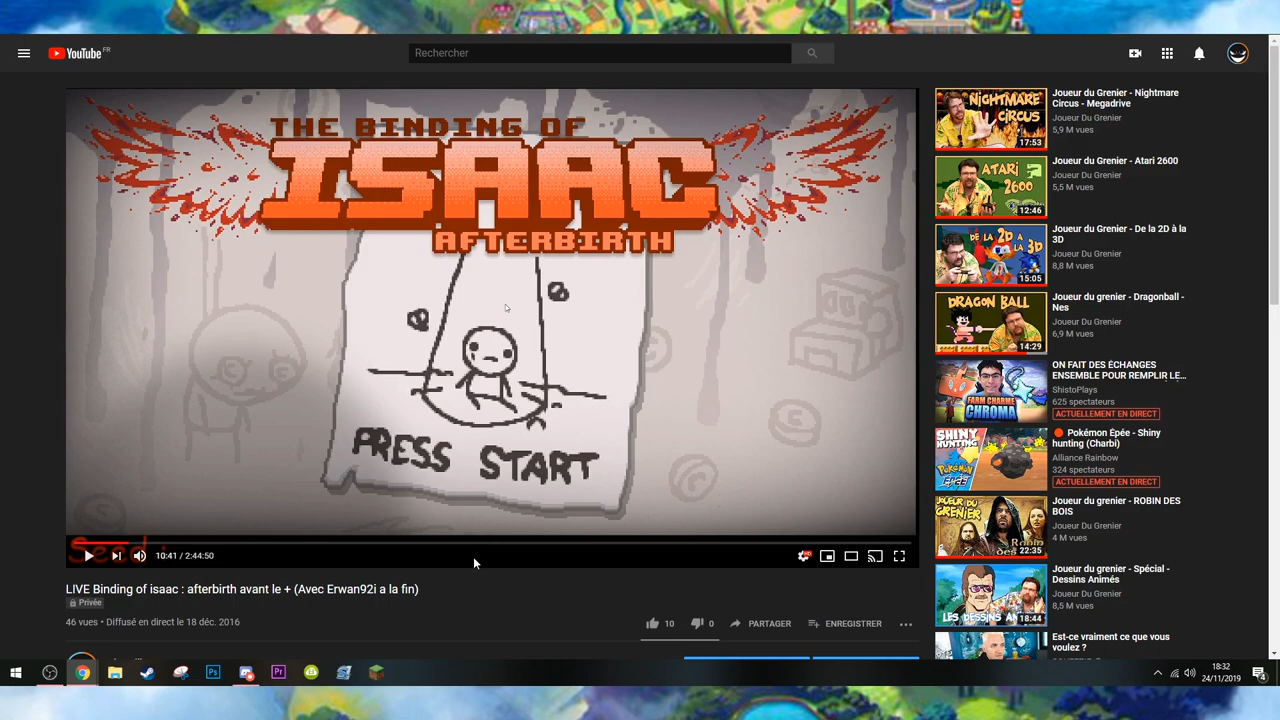 YouTube FR
Rechercher
THE BINDING OF
ISAAC
AFTERBIRTH
PRESS START
Seed :
10:41 / 2:44:50
HD
LIVE Binding of isaac : afterbirth avant le + (Avec Erwan92i a la fin)
Privée
46 vues • Diffusé en direct le 18 déc. 2016
10
0
PARTAGER
ENREGISTRER
NIGHTMARE
CIRCUS
17:53
Joueur du Grenier - Nightmare
Circus - Megadrive
Joueur Du Grenier
5,9 M vues
ATARI
2600
12:46
Joueur du Grenier - Atari 2600
Joueur Du Grenier
5,5 M vues
DE LA 2D A
LA 3D
15:05
Joueur du Grenier - De la 2D à la
3D
Joueur Du Grenier
8,8 M vues
DRAGON BALL
14:29
Joueur du grenier - Dragonball -
Nes
Joueur Du Grenier
6,9 M vues
FARM CHARME
CHROMA
ON FAIT DES ÉCHANGES
ENSEMBLE POUR REMPLIR LE...
ShistoPlays
625 spectateurs
ACTUELLEMENT EN DIRECT
SHINY
HUNTING
POKÉMON
ÉPÉE
Pokémon Épée - Shiny
hunting (Charbi)
Alliance Rainbow
324 spectateurs
ACTUELLEMENT EN DIRECT
JOUEUR DU
GRENIER
22:35
Joueur du grenier - ROBIN DES
BOIS
Joueur Du Grenier
4 M vues
LES DESSINS AN
18:44
Joueur du Grenier - Spécial -
Dessins Animés
Joueur Du Grenier
8,5 M vues
Est-ce vraiment ce que vous
voulez ?
Ps
Pr
18:32
24/11/2019
4